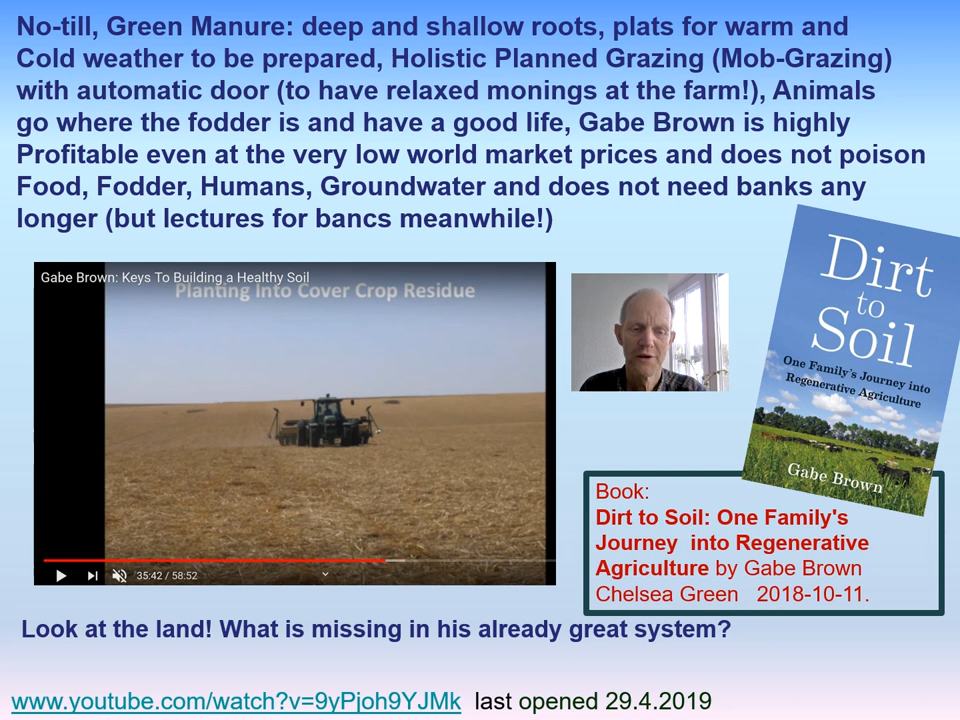 No-till, Green Manure: deep and shallow roots, plats for warm and
Cold weather to be prepared, Holistic Planned Grazing (Mob-Grazing)
with automatic door (to have relaxed monings at the farm!), Animals
go where the fodder is and have a good life, Gabe Brown is highly
Profitable even at the very low world market prices and does not poison
Food, Fodder, Humans, Groundwater and does not need banks any
longer (but lectures for bancs meanwhile!)
Gabe Brown: Keys To Building a Healthy Soil
Planting Into Cover Crop Residue
35:42 / 58:52
Dirt
to
Soil
One Family's Journey into
Regenerative Agriculture
Gabe Brown
Book:
Dirt to Soil: One Family's
Journey into Regenerative
Agriculture by Gabe Brown
Chelsea Green 2018-10-11.
Look at the land! What is missing in his already great system?
www.youtube.com/watch?v=9yPjoh9YJMk last opened 29.4.2019